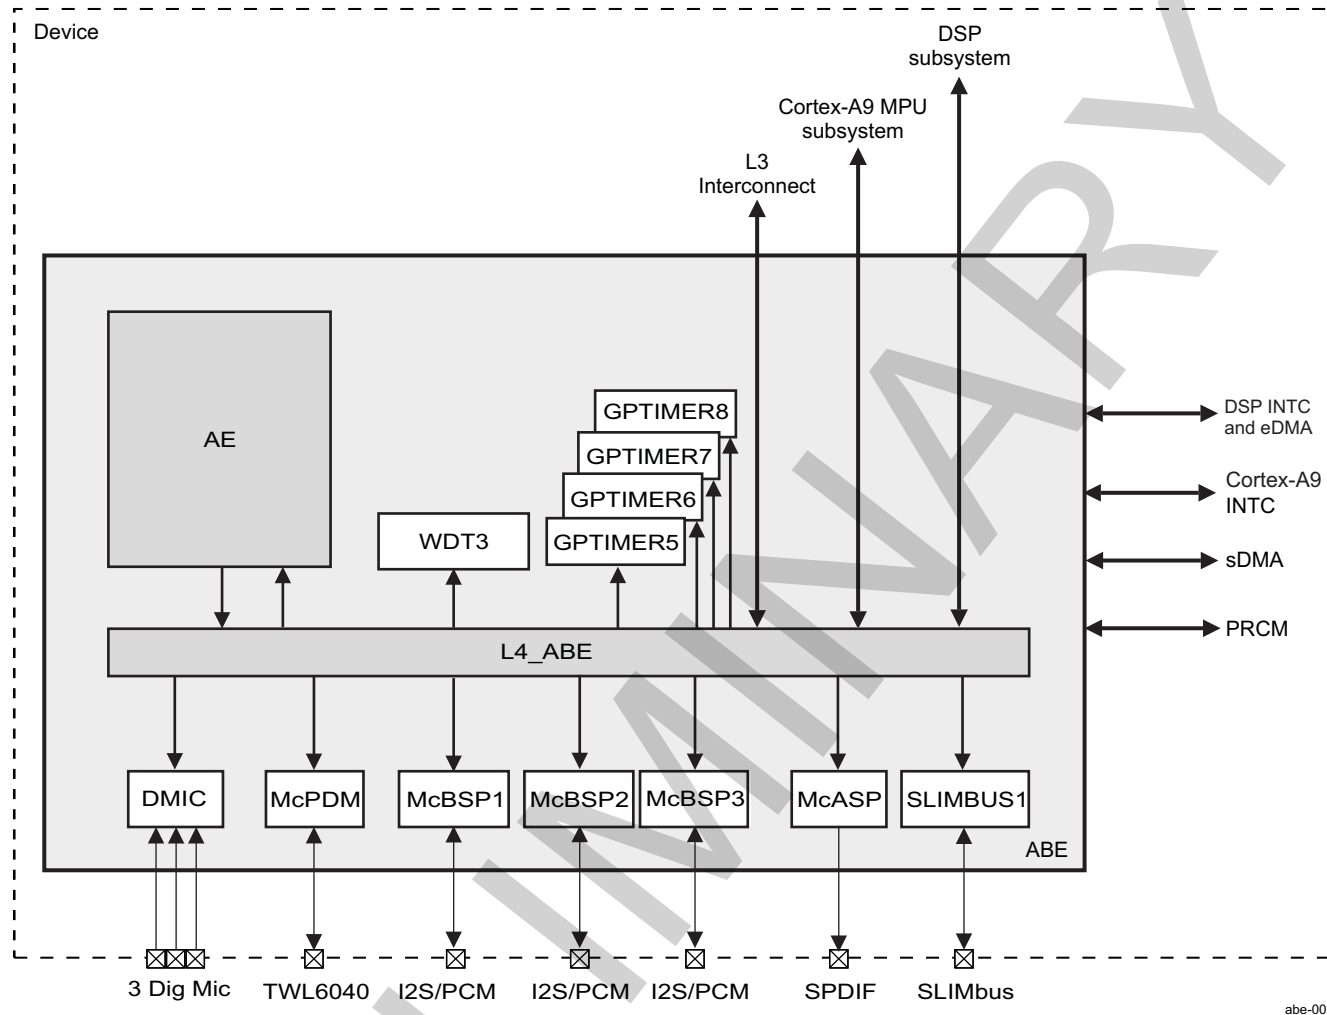 Device
DSP
subsystem
Cortex-A9 MPU
subsystem
L3
Interconnect
AE
GPTIMER8
GPTIMER7
GPTIMER6
GPTIMER5
WDT3
DSP INTC
and eDMA
Cortex-A9
INTC
sDMA
PRCM
L4_ABE
DMIC
McPDM
McBSP1
McBSP2
McBSP3
McASP
SLIMBUS1
ABE
3 Dig Mic
TWL6040
I2S/PCM
I2S/PCM
I2S/PCM
SPDIF
SLIMbus
abe-00
IMINARY